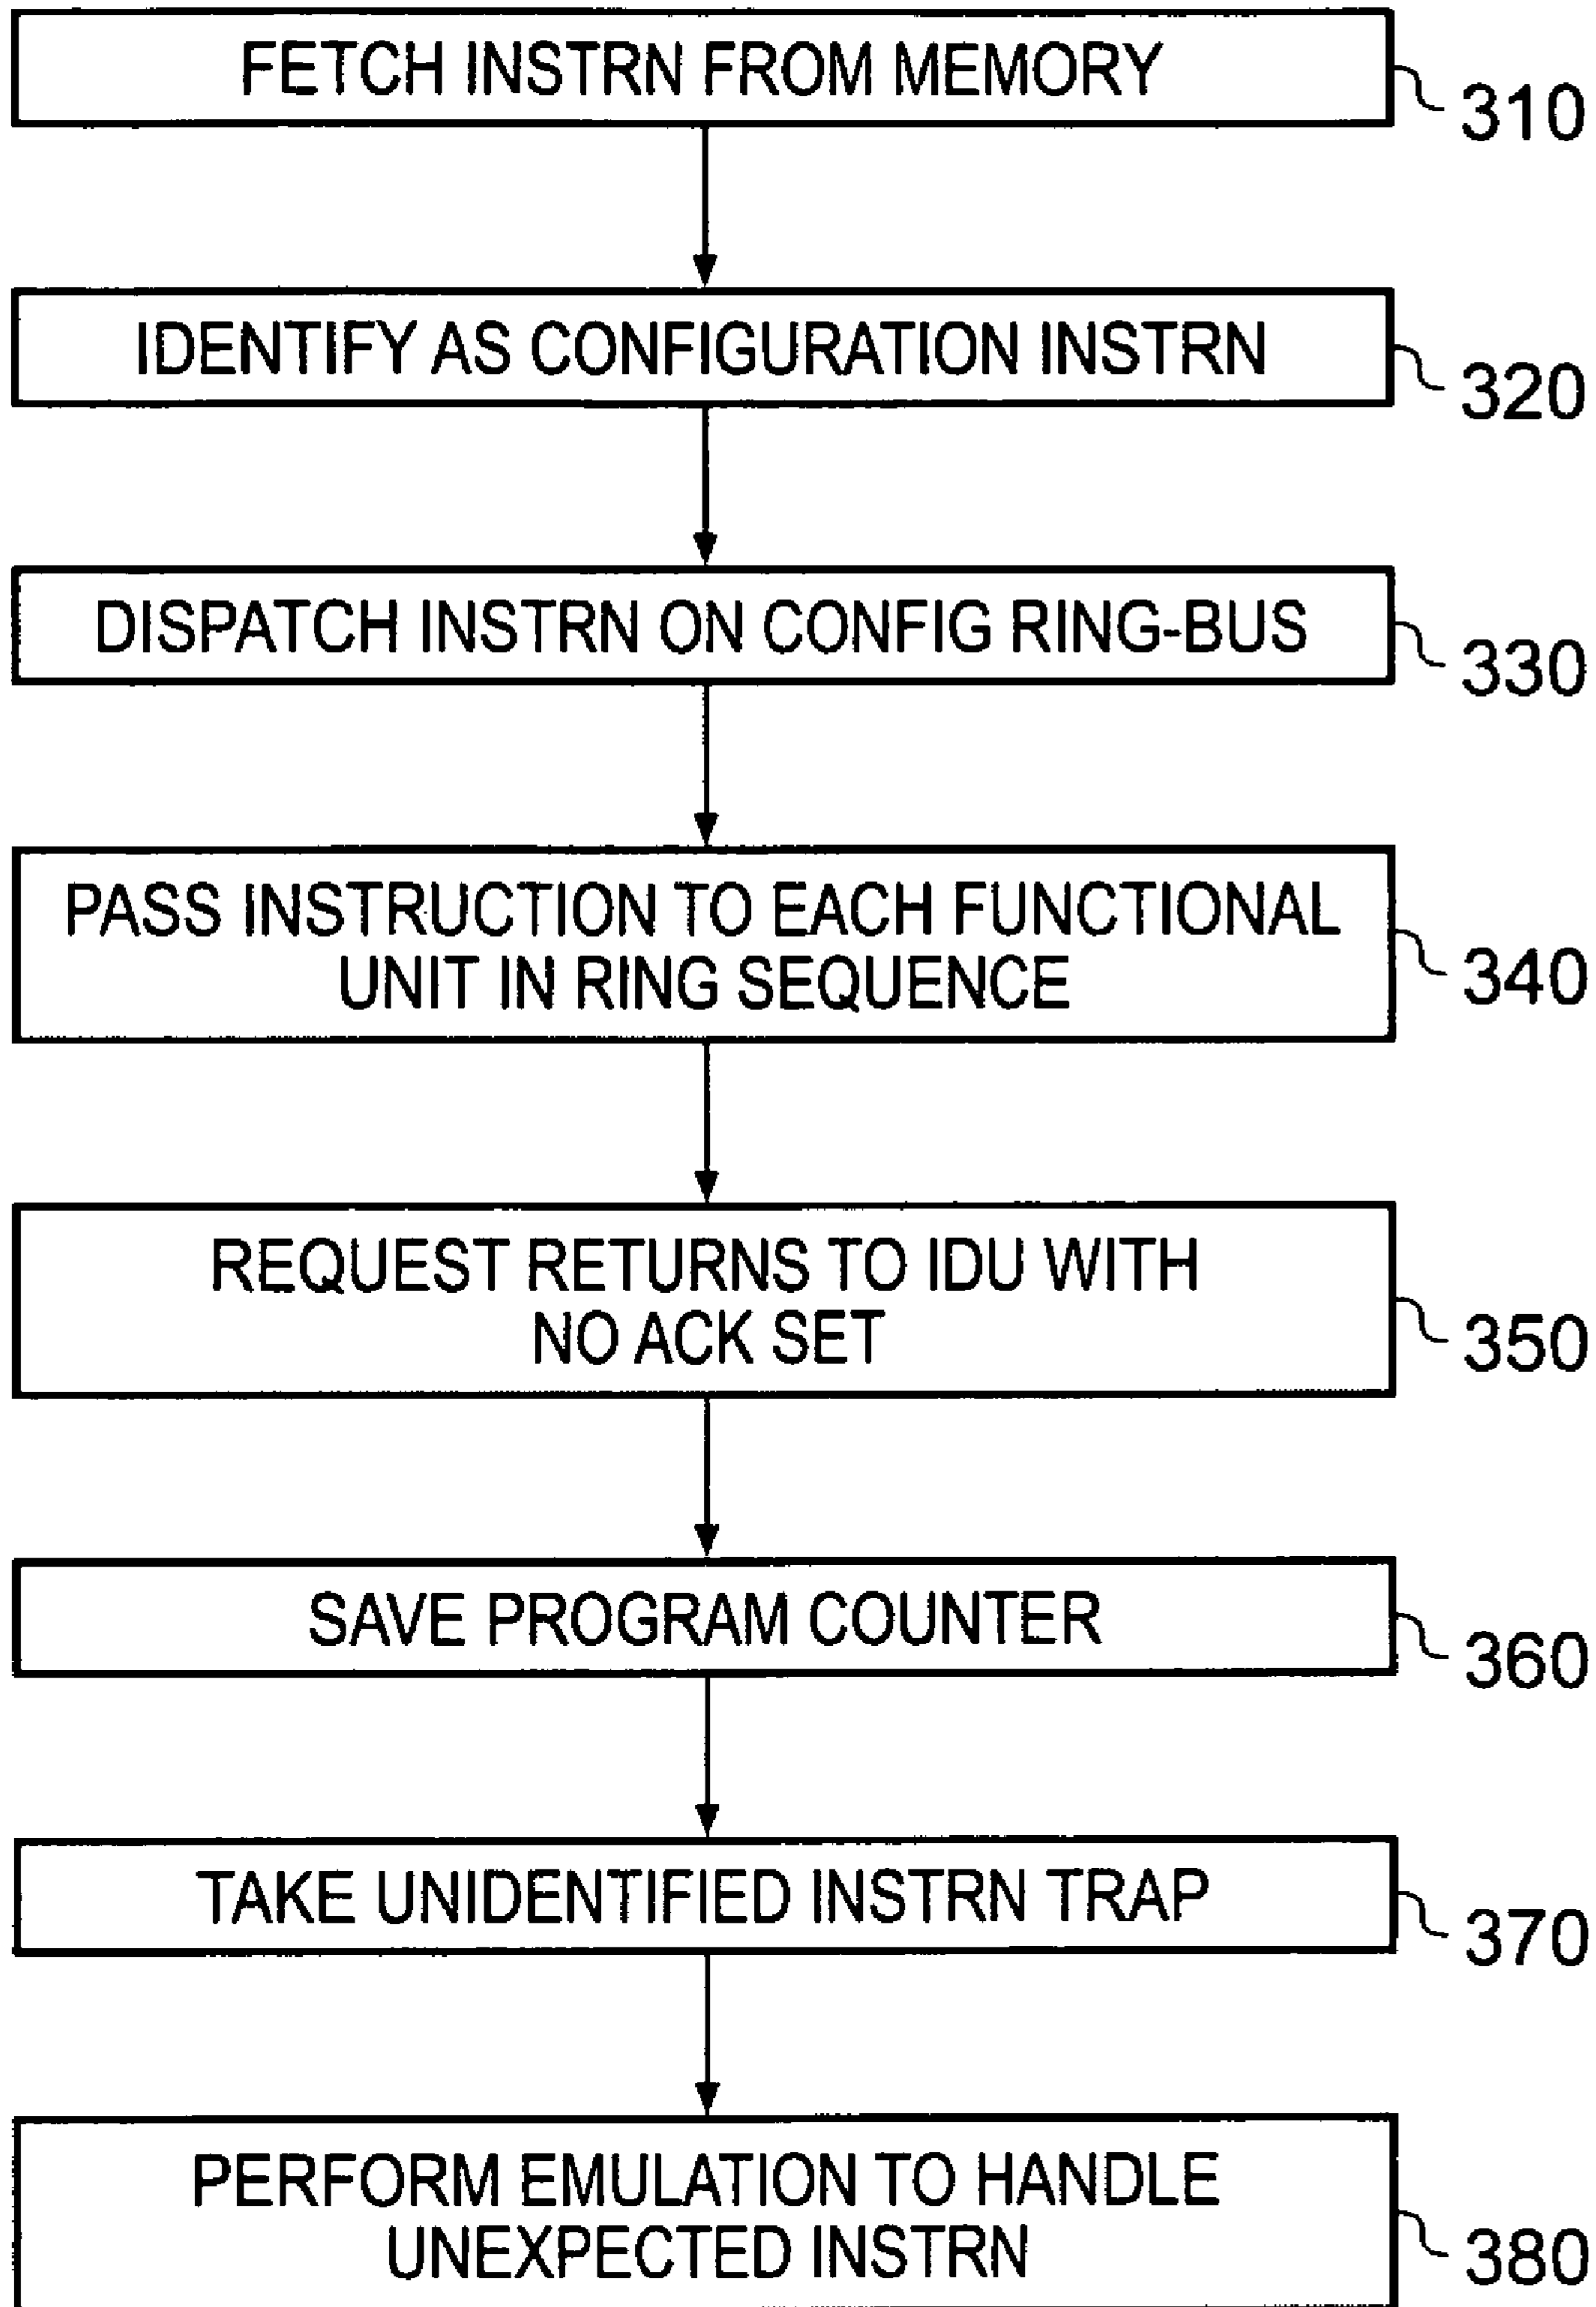 FETCH INSTRN FROM MEMORY
310
IDENTIFY AS CONFIGURATION INSTRN
320
DISPATCH INSTRN ON CONFIG RING-BUS
330
PASS INSTRUCTION TO EACH FUNCTIONAL
UNIT IN RING SEQUENCE
340
REQUEST RETURNS TO IDU WITH
NO ACK SET
350
SAVE PROGRAM COUNTER
360
TAKE UNIDENTIFIED INSTRN TRAP
370
PERFORM EMULATION TO HANDLE
UNEXPECTED INSTRN
380